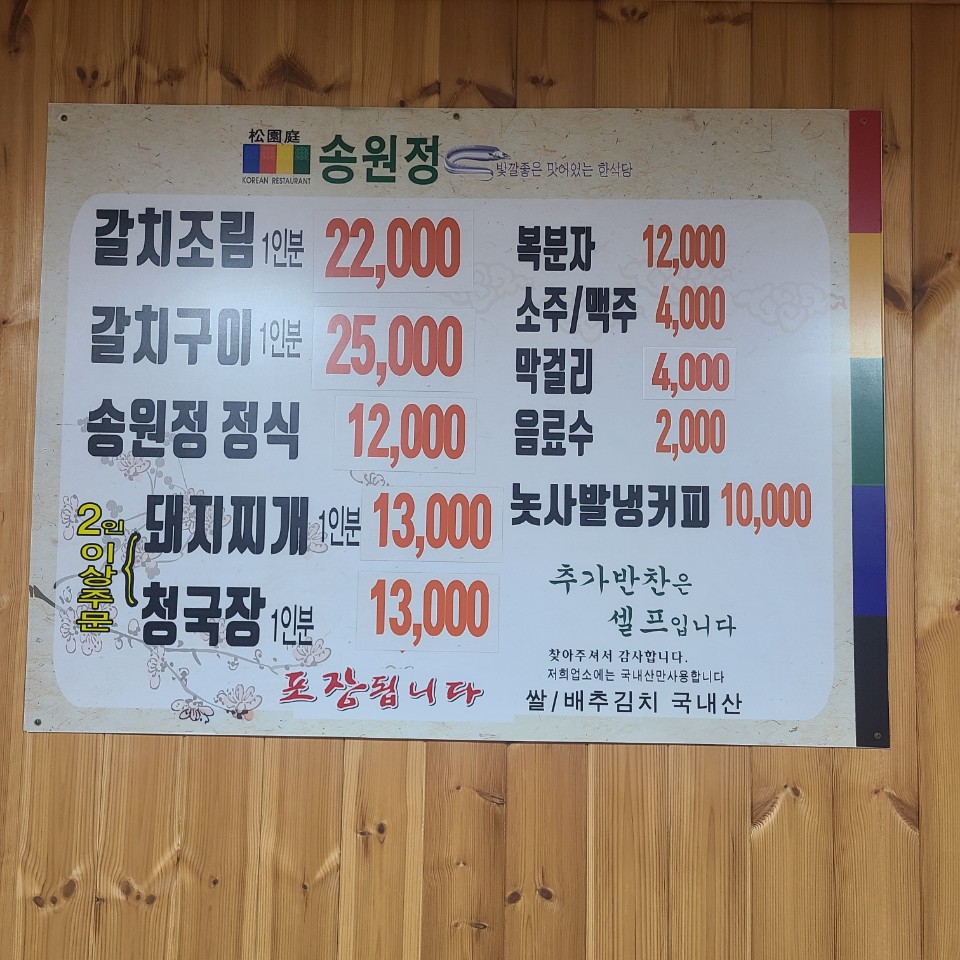 松園庭
KOREAN RESTAURANT
송원정
빛깔좋은 맛어있는 한식당
갈치조림 1인분 22,000
갈치구이 1인분 25,000
송원정 정식 12,000
2인이상주문
돼지찌개 1인분 13,000
청국장 1인분 13,000
포장됩니다
복분자 12,000
소주/맥주 4,000
막걸리 4,000
음료수 2,000
놋사발냉커피 10,000
추가반찬은
셀프입니다
찾아주셔서 감사합니다.
저희업소에는 국내산만사용합니다
쌀/배추김치 국내산